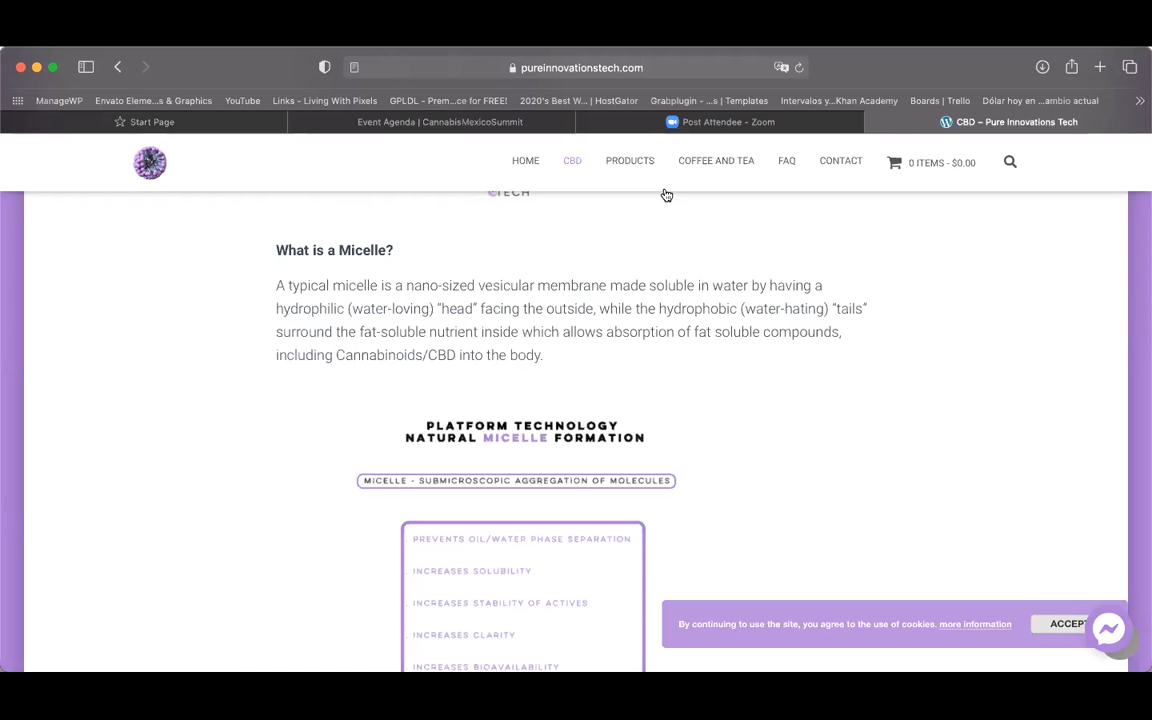 pureinnovationstech.com
ManageWP Envato Eleme...s & Graphics YouTube Links - Living With Pixels GPLDL - Prem...ce for FREE! 2020's Best W... | HostGator Grabplugin - ...s | Templates Intervalos y...Khan Academy Boards | Trello Dólar hoy en ...ambio actual
Start Page Event Agenda | CannabisMexicoSummit Post Attendee - Zoom CBD – Pure Innovations Tech
HOME CBD PRODUCTS COFFEE AND TEA FAQ CONTACT 0 ITEMS - $0.00
TECH
What is a Micelle?
A typical micelle is a nano-sized vesicular membrane made soluble in water by having a
hydrophilic (water-loving) “head” facing the outside, while the hydrophobic (water-hating) “tails”
surround the fat-soluble nutrient inside which allows absorption of fat soluble compounds,
including Cannabinoids/CBD into the body.
PLATFORM TECHNOLOGY
NATURAL MICELLE FORMATION
MICELLE - SUBMICROSCOPIC AGGREGATION OF MOLECULES
PREVENTS OIL/WATER PHASE SEPARATION
INCREASES SOLUBILITY
INCREASES STABILITY OF ACTIVES
INCREASES CLARITY
INCREASES BIOAVAILABILITY
By continuing to use the site, you agree to the use of cookies. more information ACCEPT